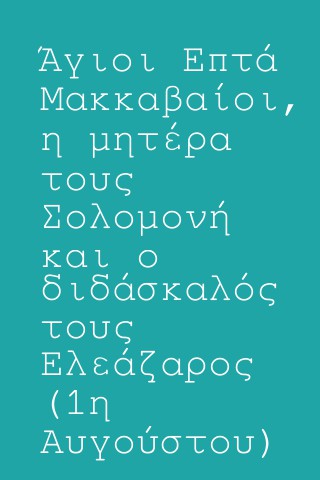 Άγιοι Επτά
Μακκαβαίοι,
η μητέρα
τους
Σολομονή
και ο
διδάσκαλός
τους
Ελεάζαρος
(1η
Αυγούστου)